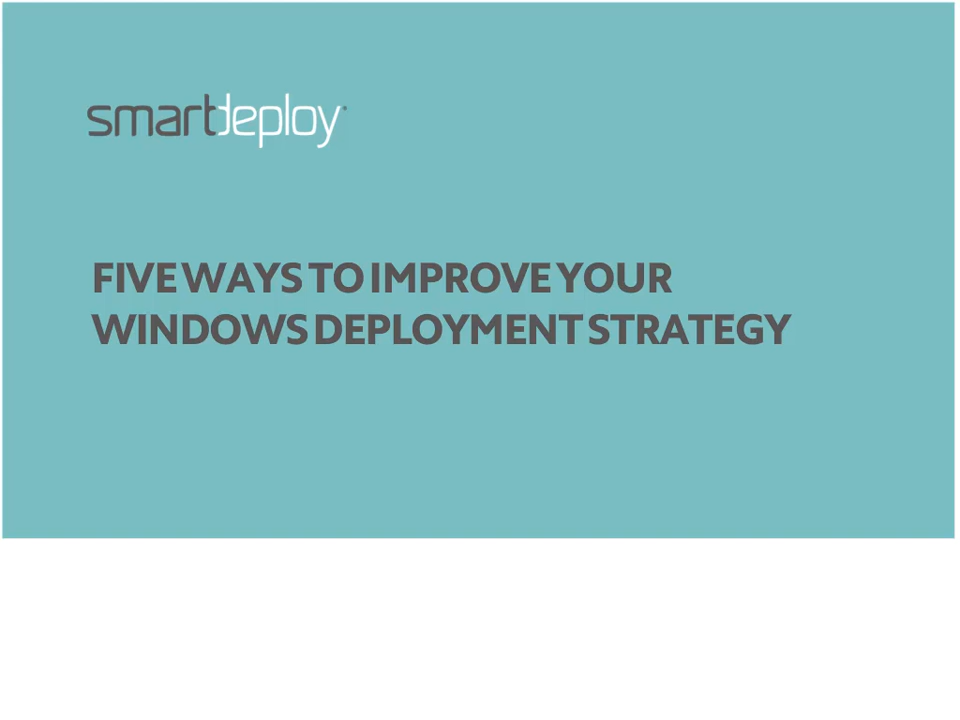 smartdeploy
FIVE WAYS TO IMPROVE YOUR
WINDOWS DEPLOYMENT STRATEGY